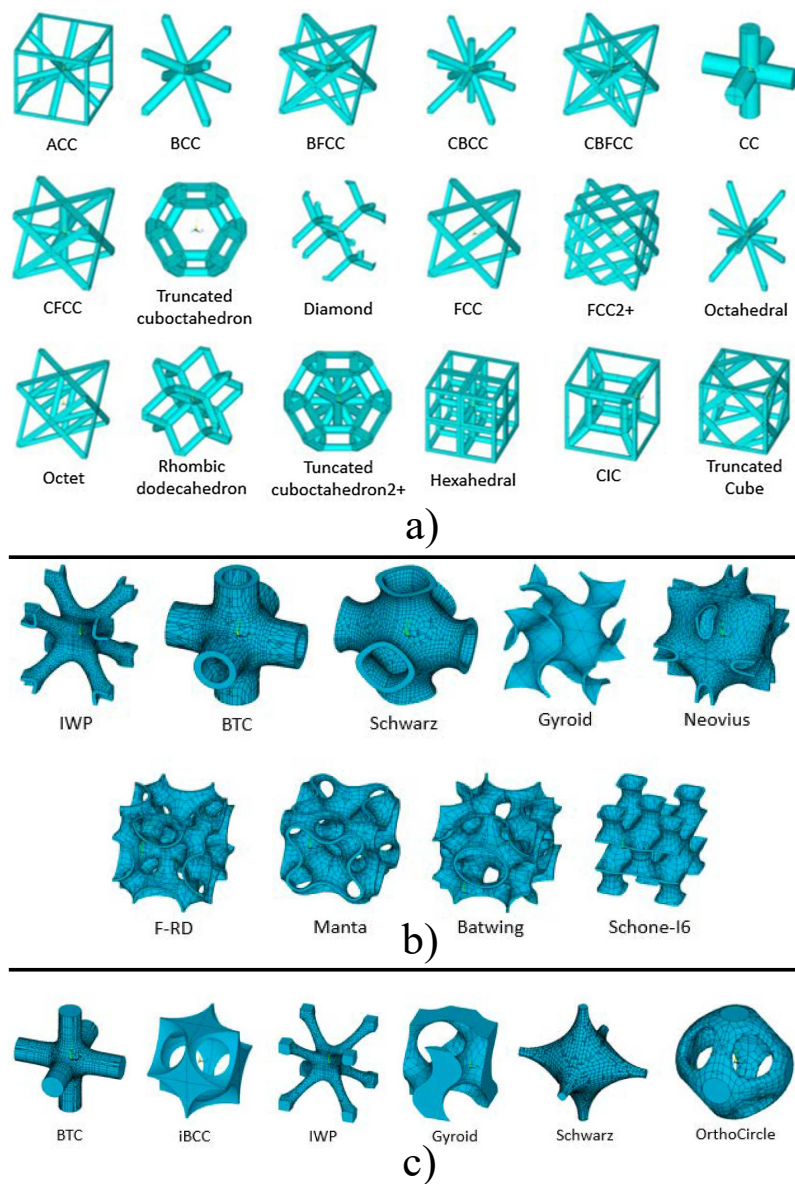 ACC BCC BFCC CBCC CBFCC CC
CFCC Truncated Diamond FCC FCC2+ Octahedral
cuboctahedron
Octet Rhombic Tuncated Hexahedral CIC Truncated
dodecahedron cuboctahedron2+ Cube
a)
IWP BTC Schwarz Gyroid Neovius
F-RD Manta Batwing Schone-I6
b)
BTC iBCC IWP Gyroid Schwarz OrthoCircle
c)